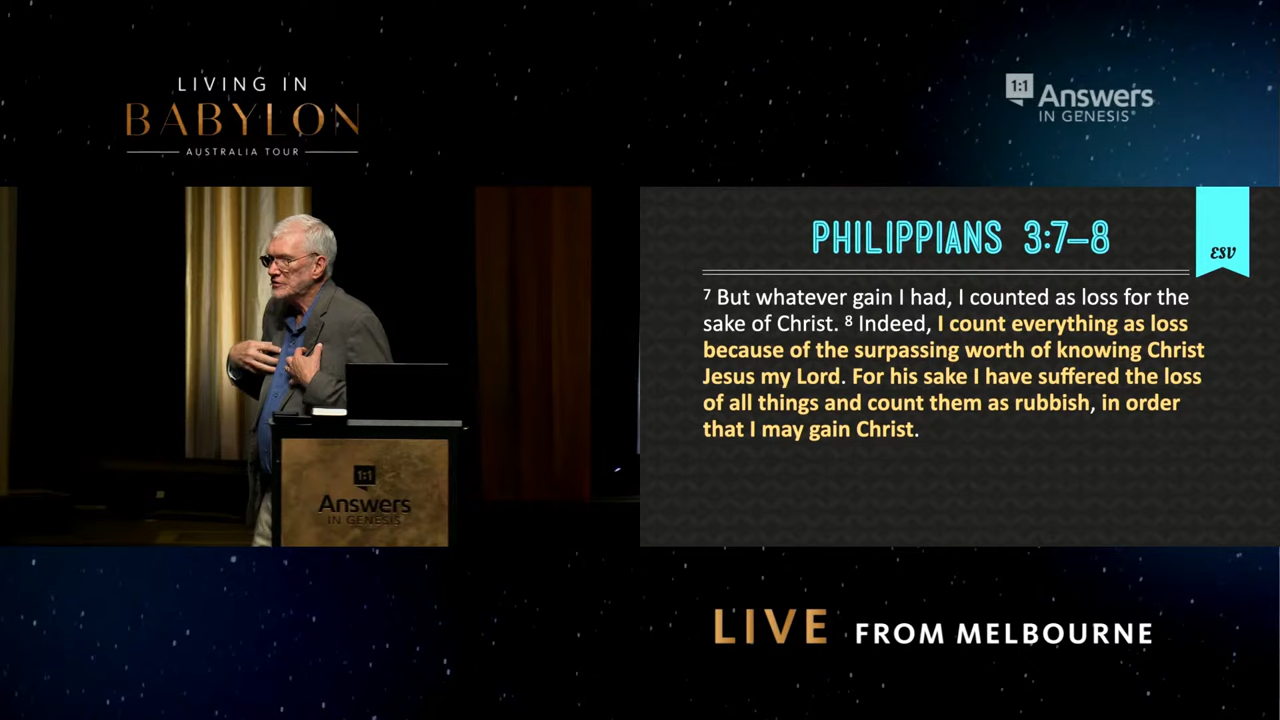 LIVING IN
BABYLON
AUSTRALIA TOUR
1:1
Answers
IN GENESIS®
PHILIPPIANS 3:7–8
ESV
⁷ But whatever gain I had, I counted as loss for the
sake of Christ. ⁸ Indeed, I count everything as loss
because of the surpassing worth of knowing Christ
Jesus my Lord. For his sake I have suffered the loss
of all things and count them as rubbish, in order
that I may gain Christ.
1:1
Answers
IN GENESIS
LIVE FROM MELBOURNE